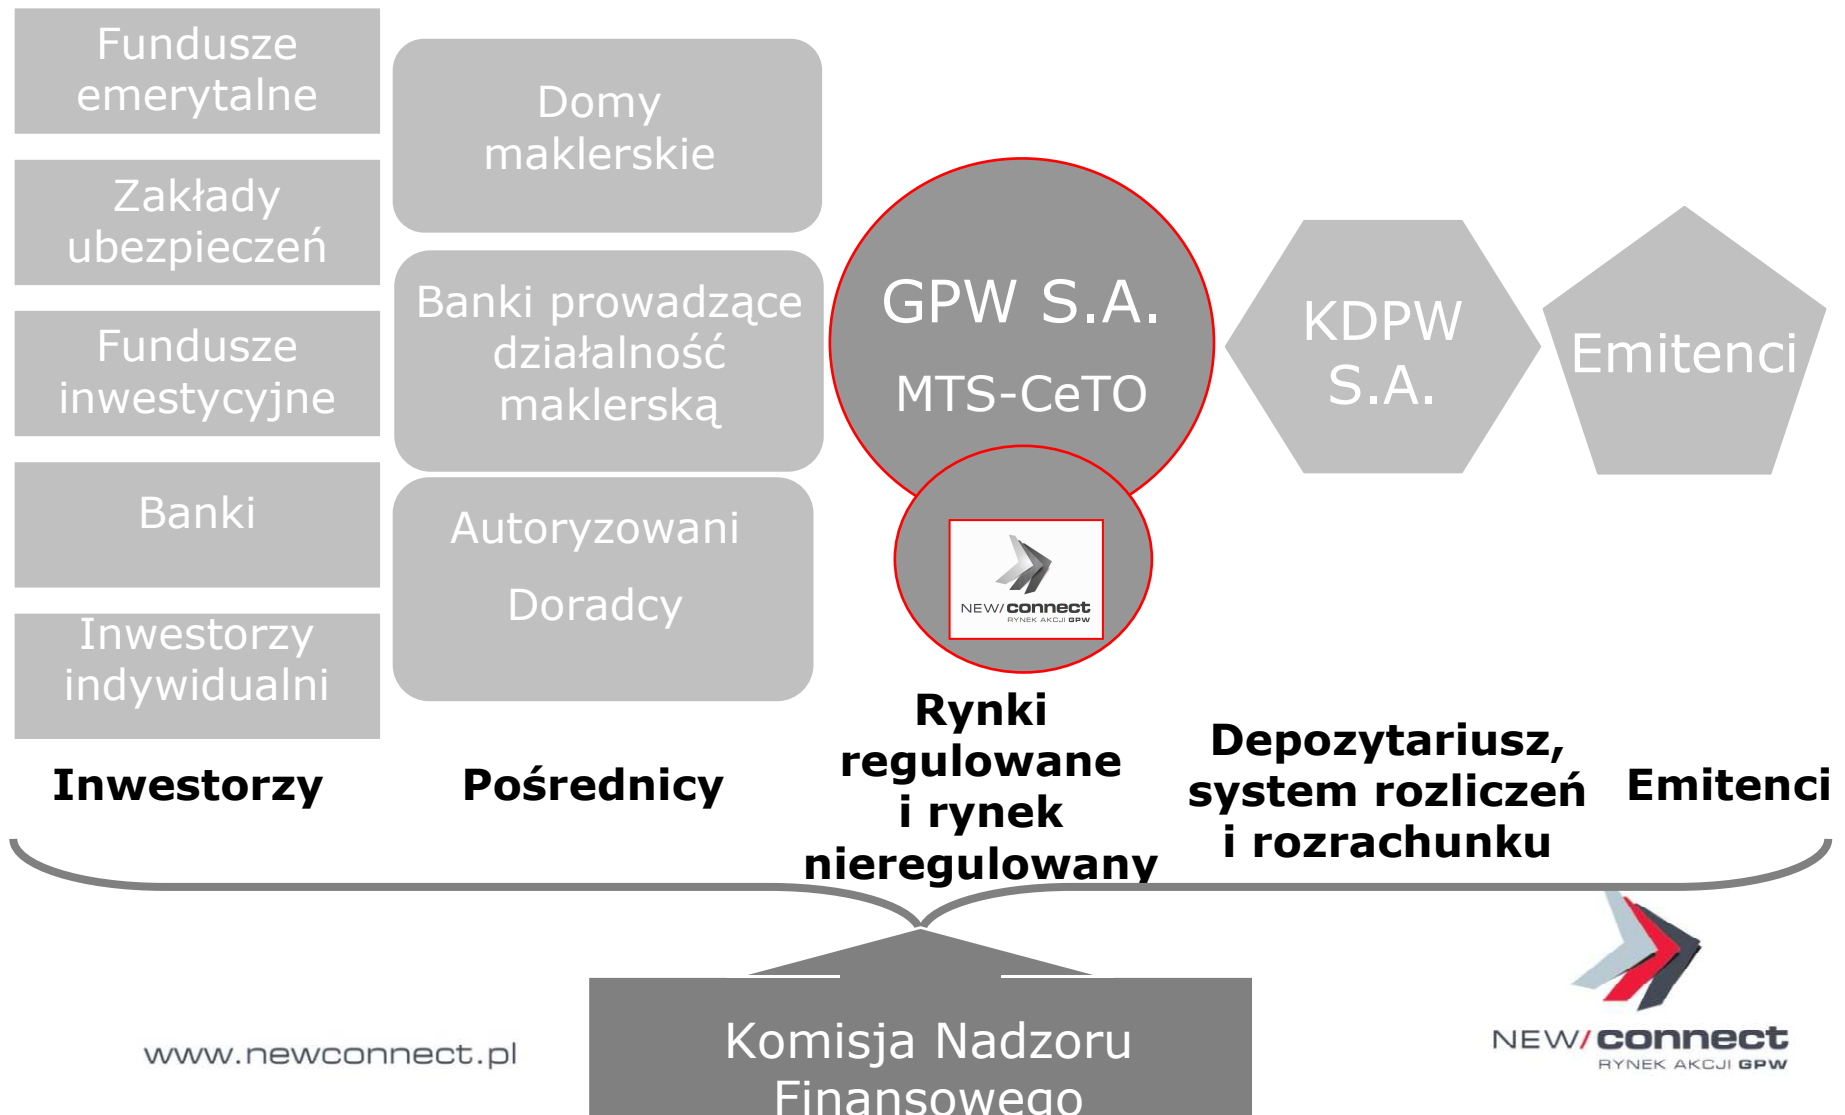 Fundusze
emerytalne
Zakłady
ubezpieczeń
Fundusze
inwestycyjne
Banki
Inwestorzy
indywidualni
Inwestorzy
Domy
maklerskie
Banki prowadzące
działalność
maklerską
Autoryzowani
Doradcy
Pośrednicy
GPW S.A.
MTS-CeTO
NEW/connect
RYNEK AKCJI GPW
Rynki
regulowane
i rynek
nieregulowany
KDPW
S.A.
Depozytariusz,
system rozliczeń
i rozrachunku
Emitenci
Emitenci
Komisja Nadzoru
Finansowego
www.newconnect.pl
NEW/connect
RYNEK AKCJI GPW